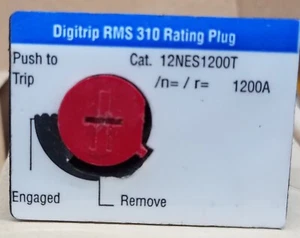 Digitrip RMS 310 Rating Plug
Push to Cat. 12NES1200T
Trip /n= / r= 1200A
Engaged Remove